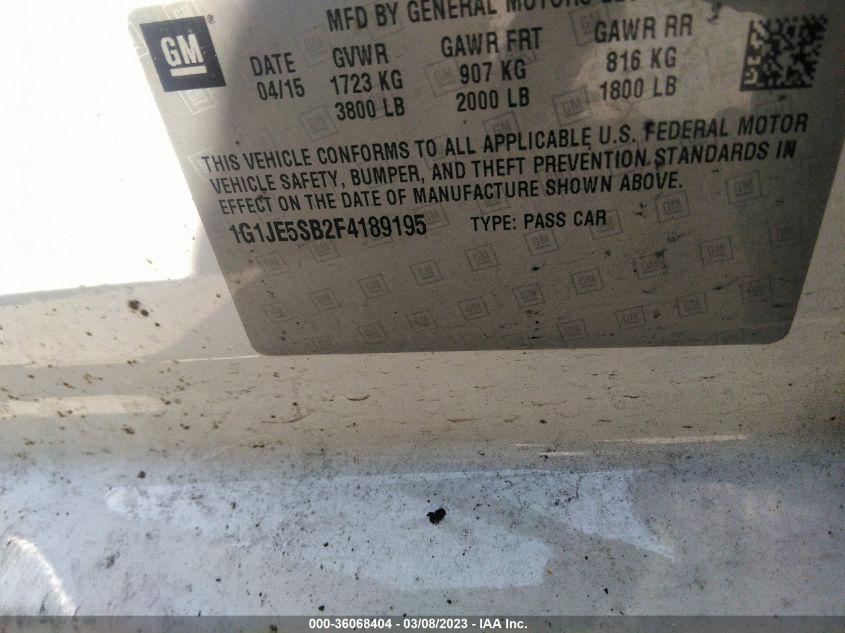 MFD BY GENERAL MOTORS LLC
GM
DATE GVWR GAWR FRT GAWR RR
04/15 1723 KG 907 KG 816 KG
3800 LB 2000 LB 1800 LB
THIS VEHICLE CONFORMS TO ALL APPLICABLE U.S. FEDERAL MOTOR
VEHICLE SAFETY, BUMPER, AND THEFT PREVENTION STANDARDS IN
EFFECT ON THE DATE OF MANUFACTURE SHOWN ABOVE.
1G1JE5SB2F4189195 TYPE: PASS CAR
000-36068404 - 03/08/2023 - IAA Inc.